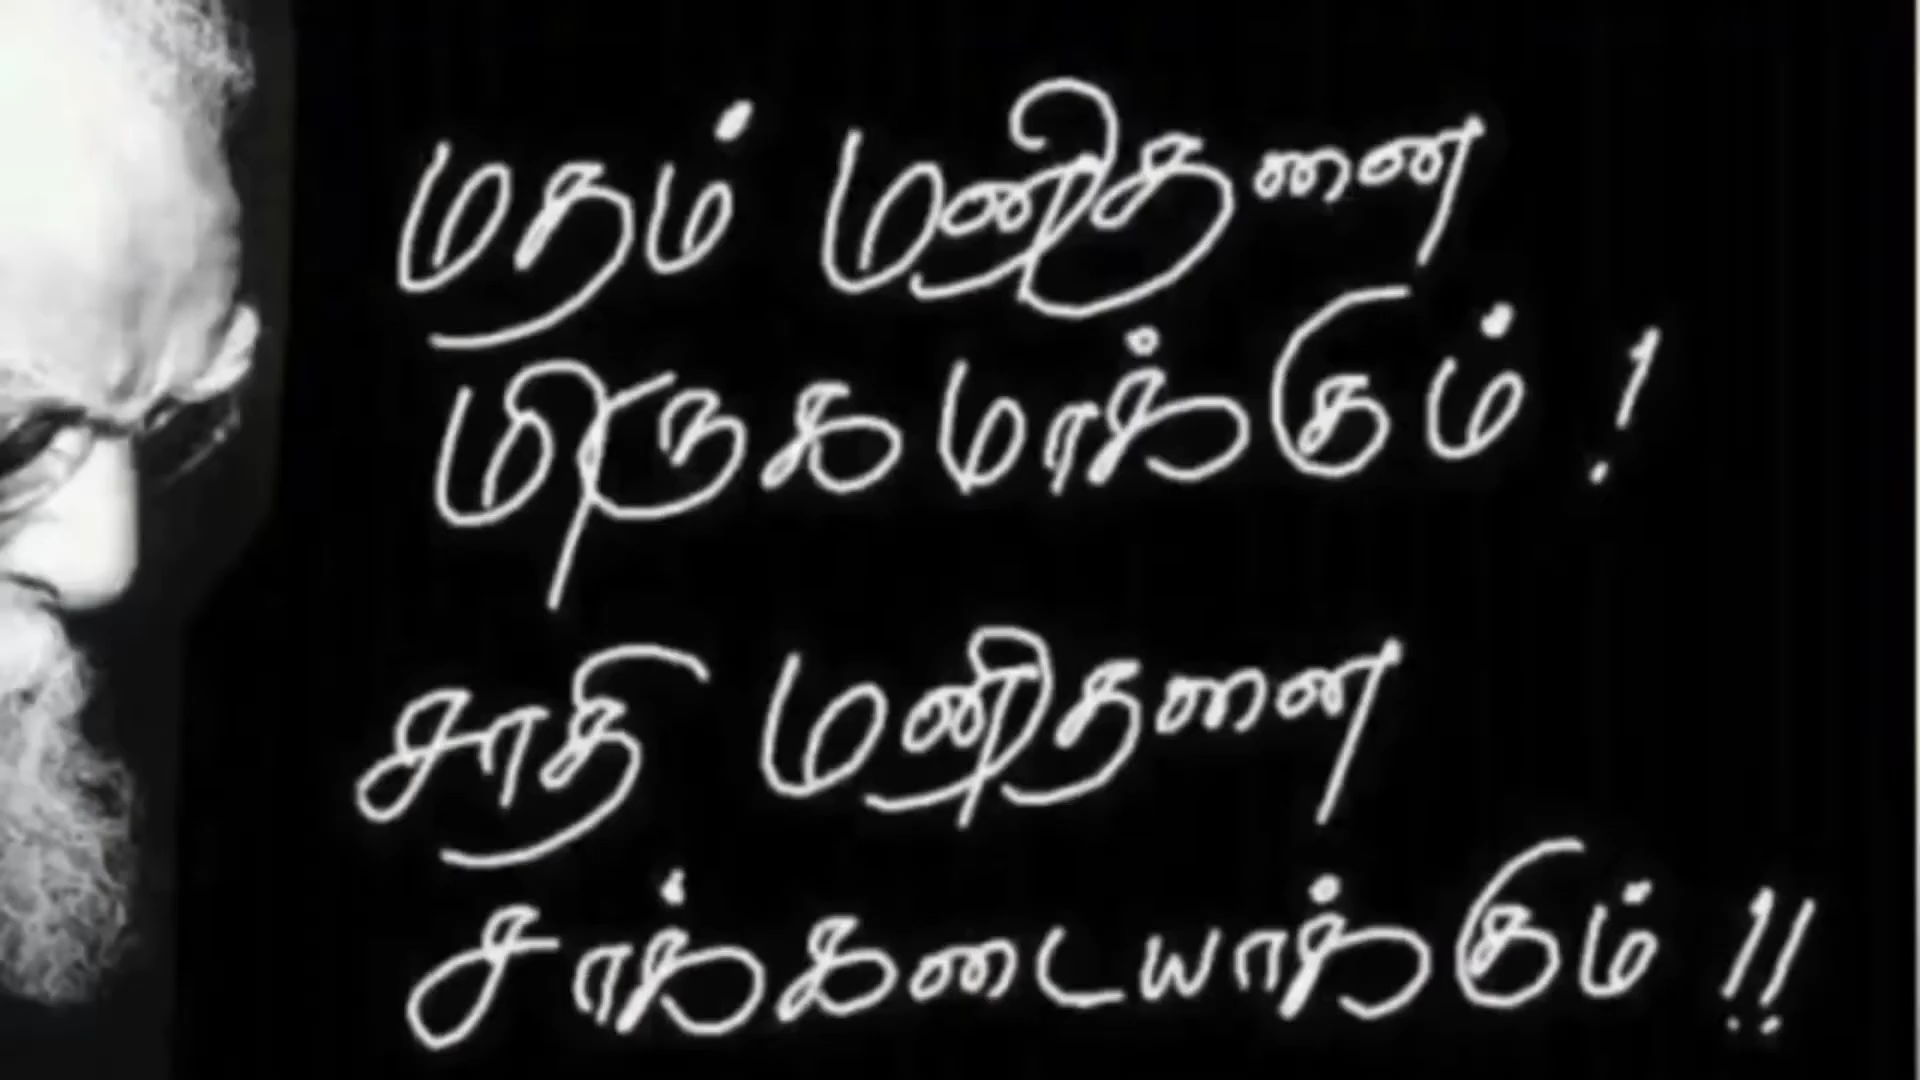 மதம் மனிதனை
மிருகமாக்கும் !
சாதி மனிதனை
சாக்கடையாக்கும் !!